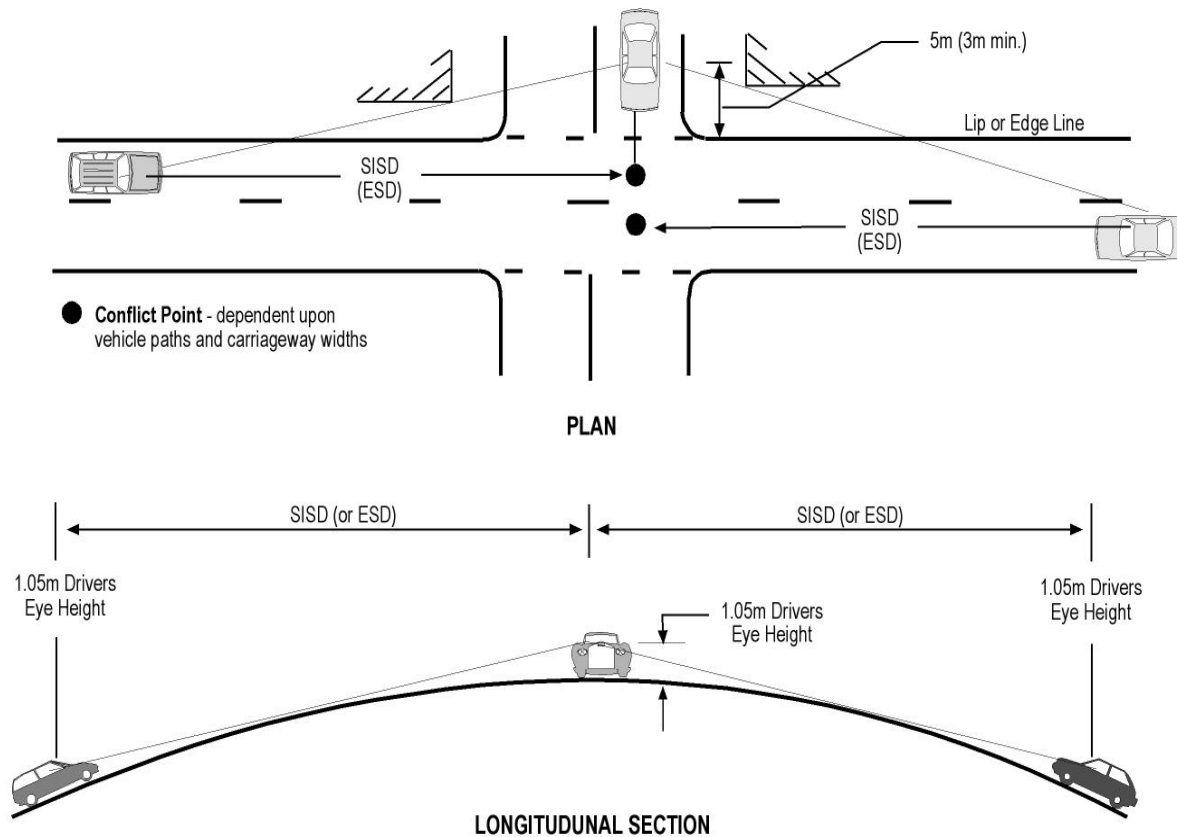 5m (3m min.)
Lip or Edge Line
SISD
(ESD)
SISD
(ESD)
Conflict Point - dependent upon
vehicle paths and carriageway widths
PLAN
SISD (or ESD)
SISD (or ESD)
1.05m Drivers
Eye Height
1.05m Drivers
Eye Height
1.05m Drivers
Eye Height
LONGITUDUNAL SECTION